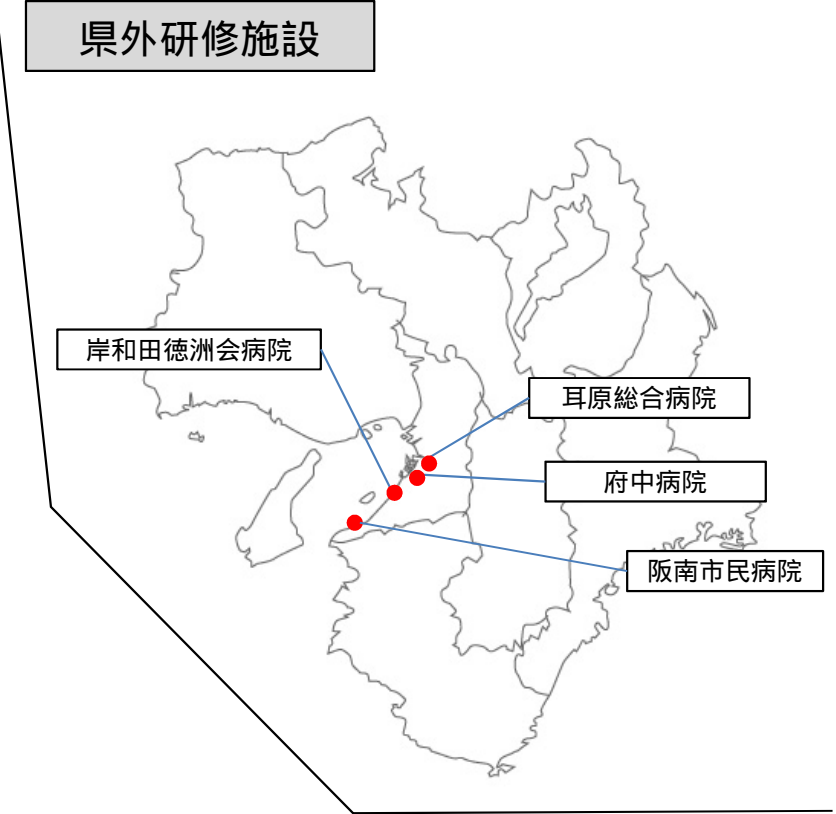 県外研修施設
岸和田徳洲会病院
耳原総合病院
府中病院
阪南市民病院